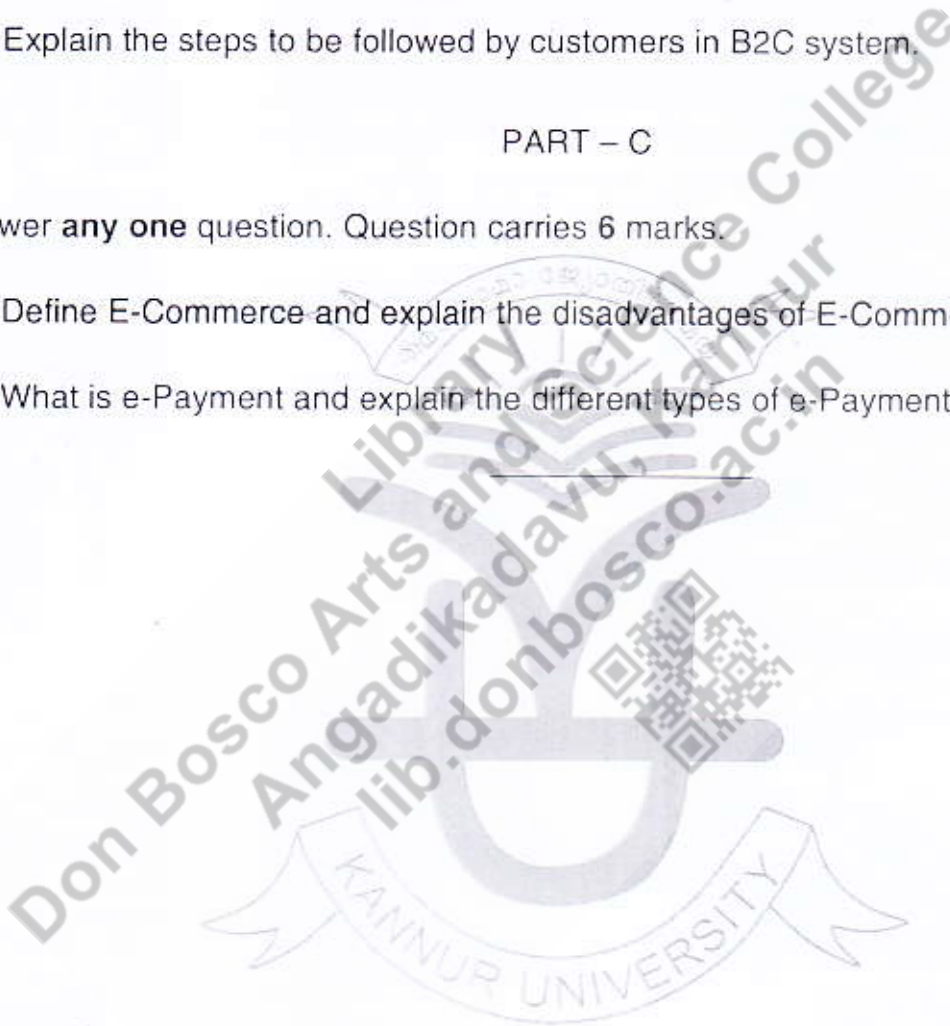 Explain the steps to be followed by customers in B2C system.
PART – C
wer any one question. Question carries 6 marks.
Define E-Commerce and explain the disadvantages of E-Comm
What is e-Payment and explain the different types of e-Payment
Library
Don Bosco Arts and Science College
Angadikadavu, Kannur
lib.donbosco.ac.in
KANNUR UNIVERSITY